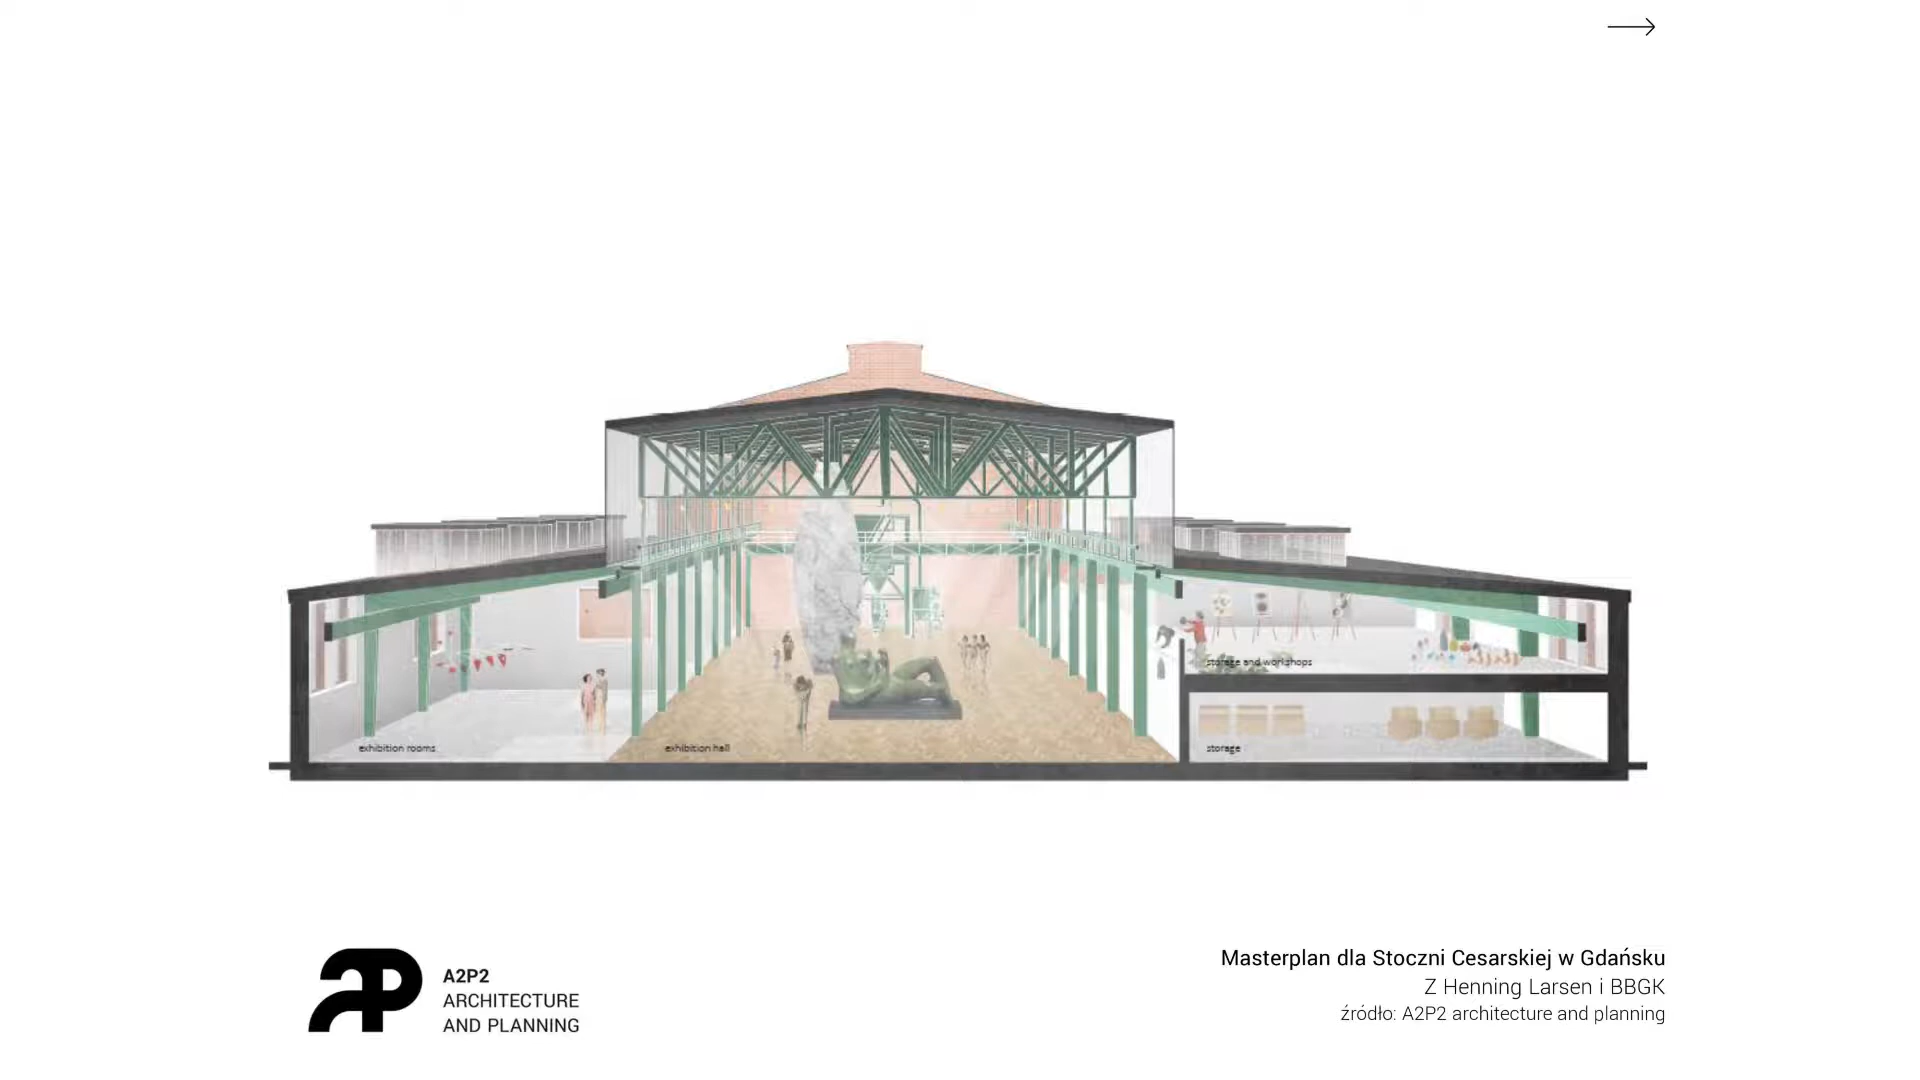 storage and workshops
exhibition rooms
exhibition hall
storage
A2P2
ARCHITECTURE
AND PLANNING
Masterplan dla Stoczni Cesarskiej w Gdańsku
Z Henning Larsen i BBGK
źródło: A2P2 architecture and planning